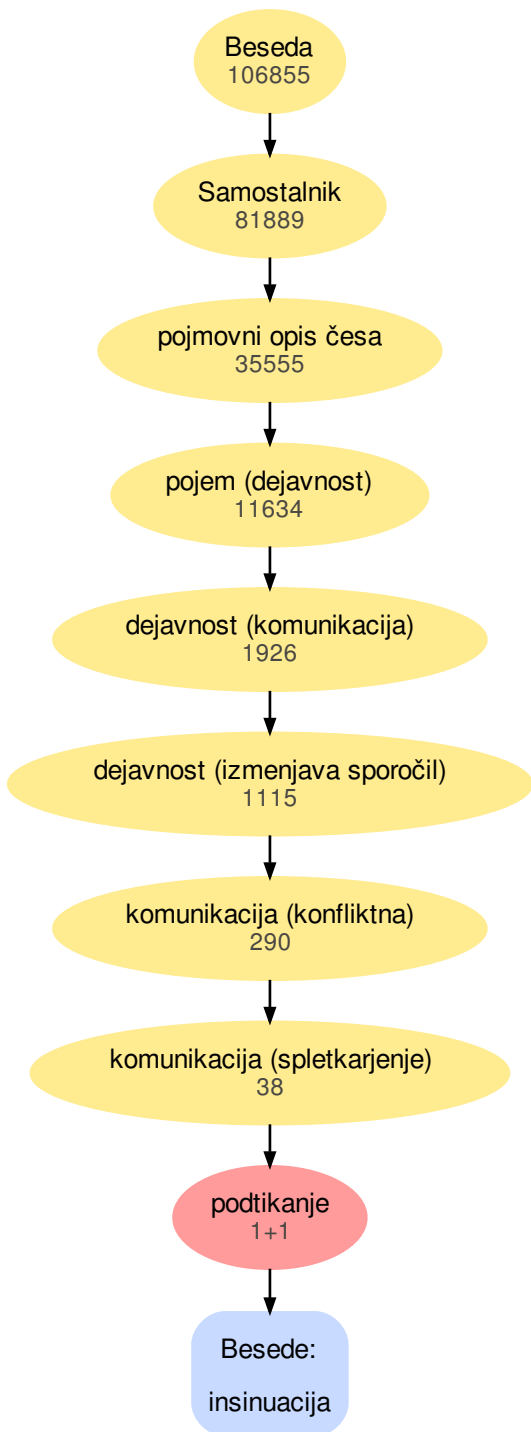 Beseda
106855
Samostalnik
81889
pojmovni opis česa
35555
pojem (dejavnost)
11634
dejavnost (komunikacija)
1926
dejavnost (izmenjava sporočil)
1115
komunikacija (konfliktna)
290
komunikacija (spletkarjenje)
38
podtikanje
1+1
Besede:
insinuacija